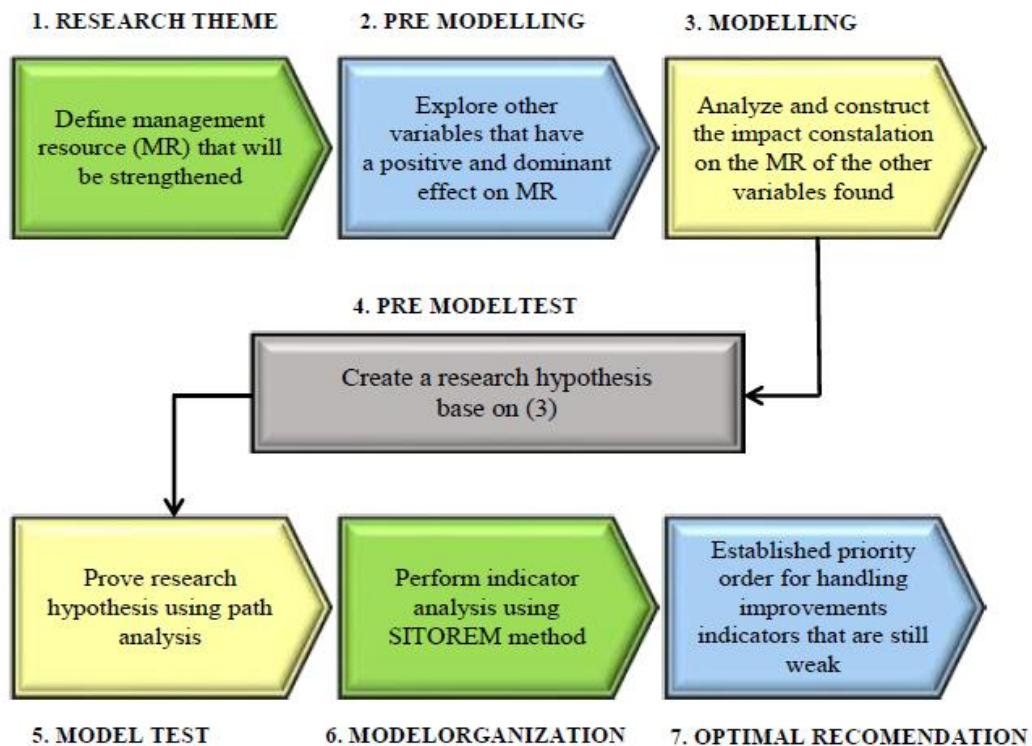 1. RESEARCH THEME
2. PRE MODELLING
3. MODELLING
Define management
resource (MR) that will
be strengthened
Explore other
variables that have
a positive and dominant
effect on MR
Analyze and construct
the impact constalation
on the MR of the other
variables found
4. PRE MODELTEST
Create a research hypothesis
base on (3)
Prove research
hypothesis using path
analysis
Perform indicator
analysis using
SITOREM method
Established priority
order for handling
improvements
indicators that are still
weak
5. MODEL TEST
6. MODELORGANIZATION
7. OPTIMAL RECOMENDATION